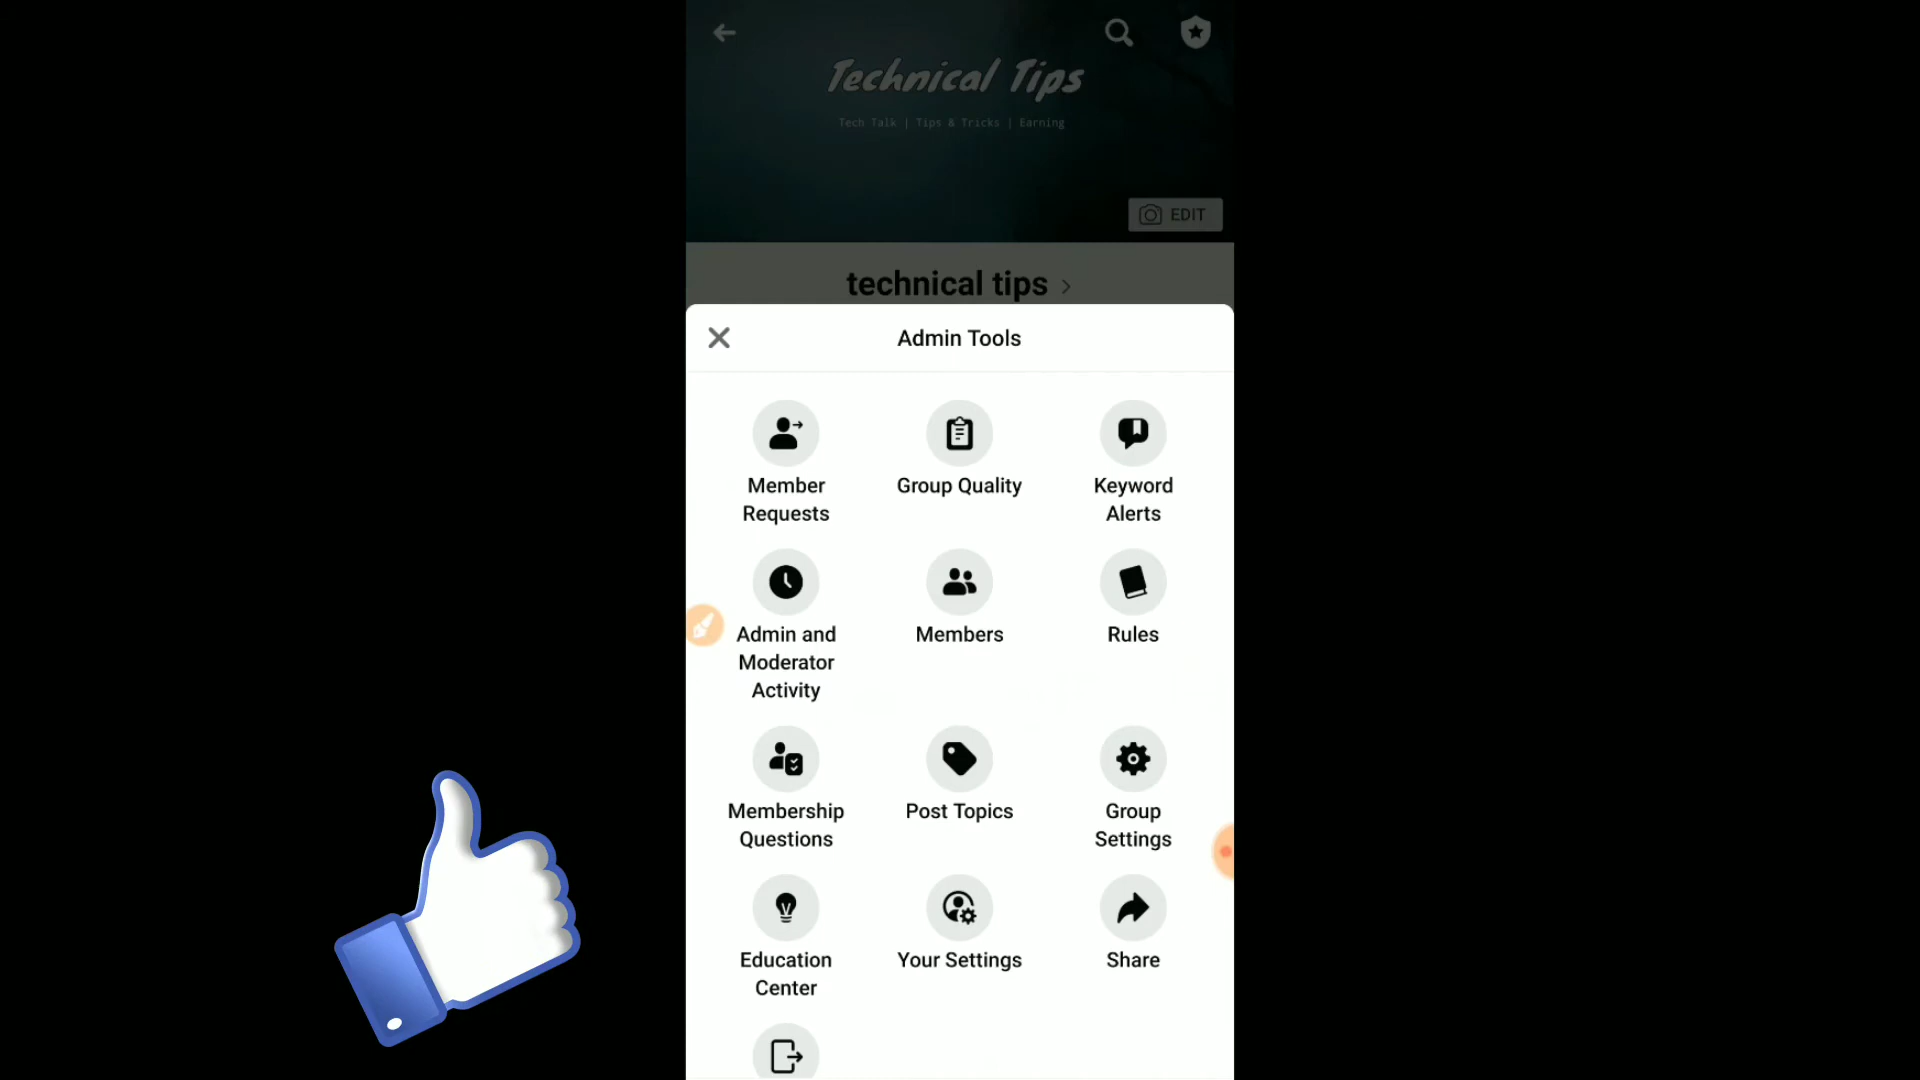 Technical Tips
Tech Talk | Tips & Tricks | Earning
EDIT
technical tips
Admin Tools
Member
Requests
Group Quality
Keyword
Alerts
Admin and
Moderator
Activity
Members
Rules
Membership
Questions
Post Topics
Group
Settings
Education
Center
Your Settings
Share